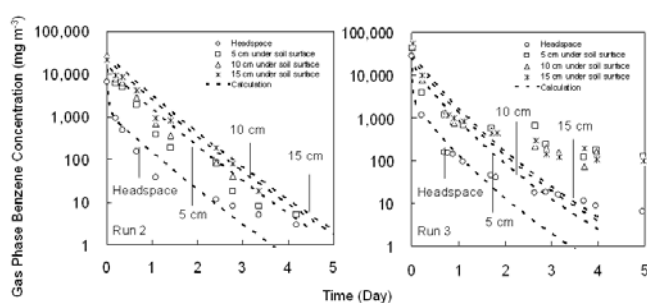 Gas Phase Benzene Concentration (mg m-3)
100,000
10,000
1,000
100
10
1
Headspace
5 cm under soil surface
10 cm under soil surface
15 cm under soil surface
Calculation
10 cm
15 cm
Headspace
5 cm
Run 2
0 1 2 3 4 5
100,000
10,000
1,000
100
10
1
Headspace
5 cm under soil surface
10 cm under soil surface
15 cm under soil surface
Calculation
10 cm
15 cm
Headspace
5 cm
Run 3
0 1 2 3 4 5
Time (Day)